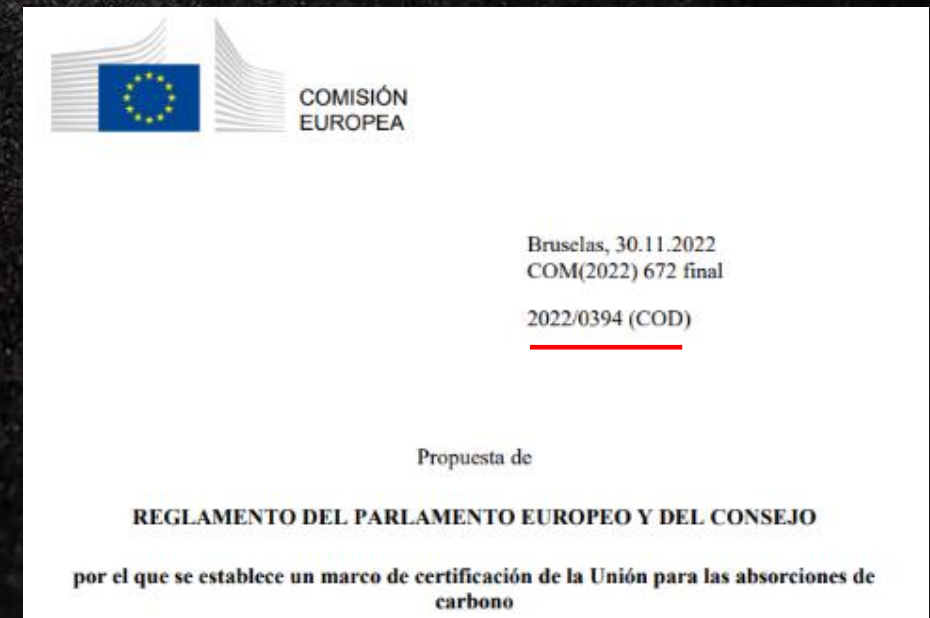 COMISIÓN
EUROPEA
Bruselas, 30.11.2022
COM(2022) 672 final
2022/0394 (COD)
Propuesta de
REGLAMENTO DEL PARLAMENTO EUROPEO Y DEL CONSEJO
por el que se establece un marco de certificación de la Unión para las absorciones de
carbono